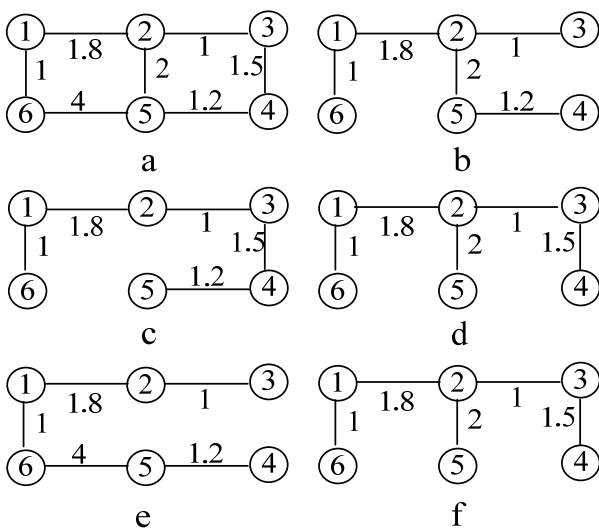 1 2 3 1 2 3
1.8 1 1.8 1
1 2 1.5 1 2
6 4 5 1.2 4 6 5 1.2 4
a b
1 2 3 1 2 3
1.8 1 1.8 1
1 1.5 1 2 1.5
6 5 1.2 4 6 5 4
c d
1 2 3 1 2 3
1.8 1 1.8 1
1 1 2 1.5
6 4 5 1.2 4 6 5 4
e f